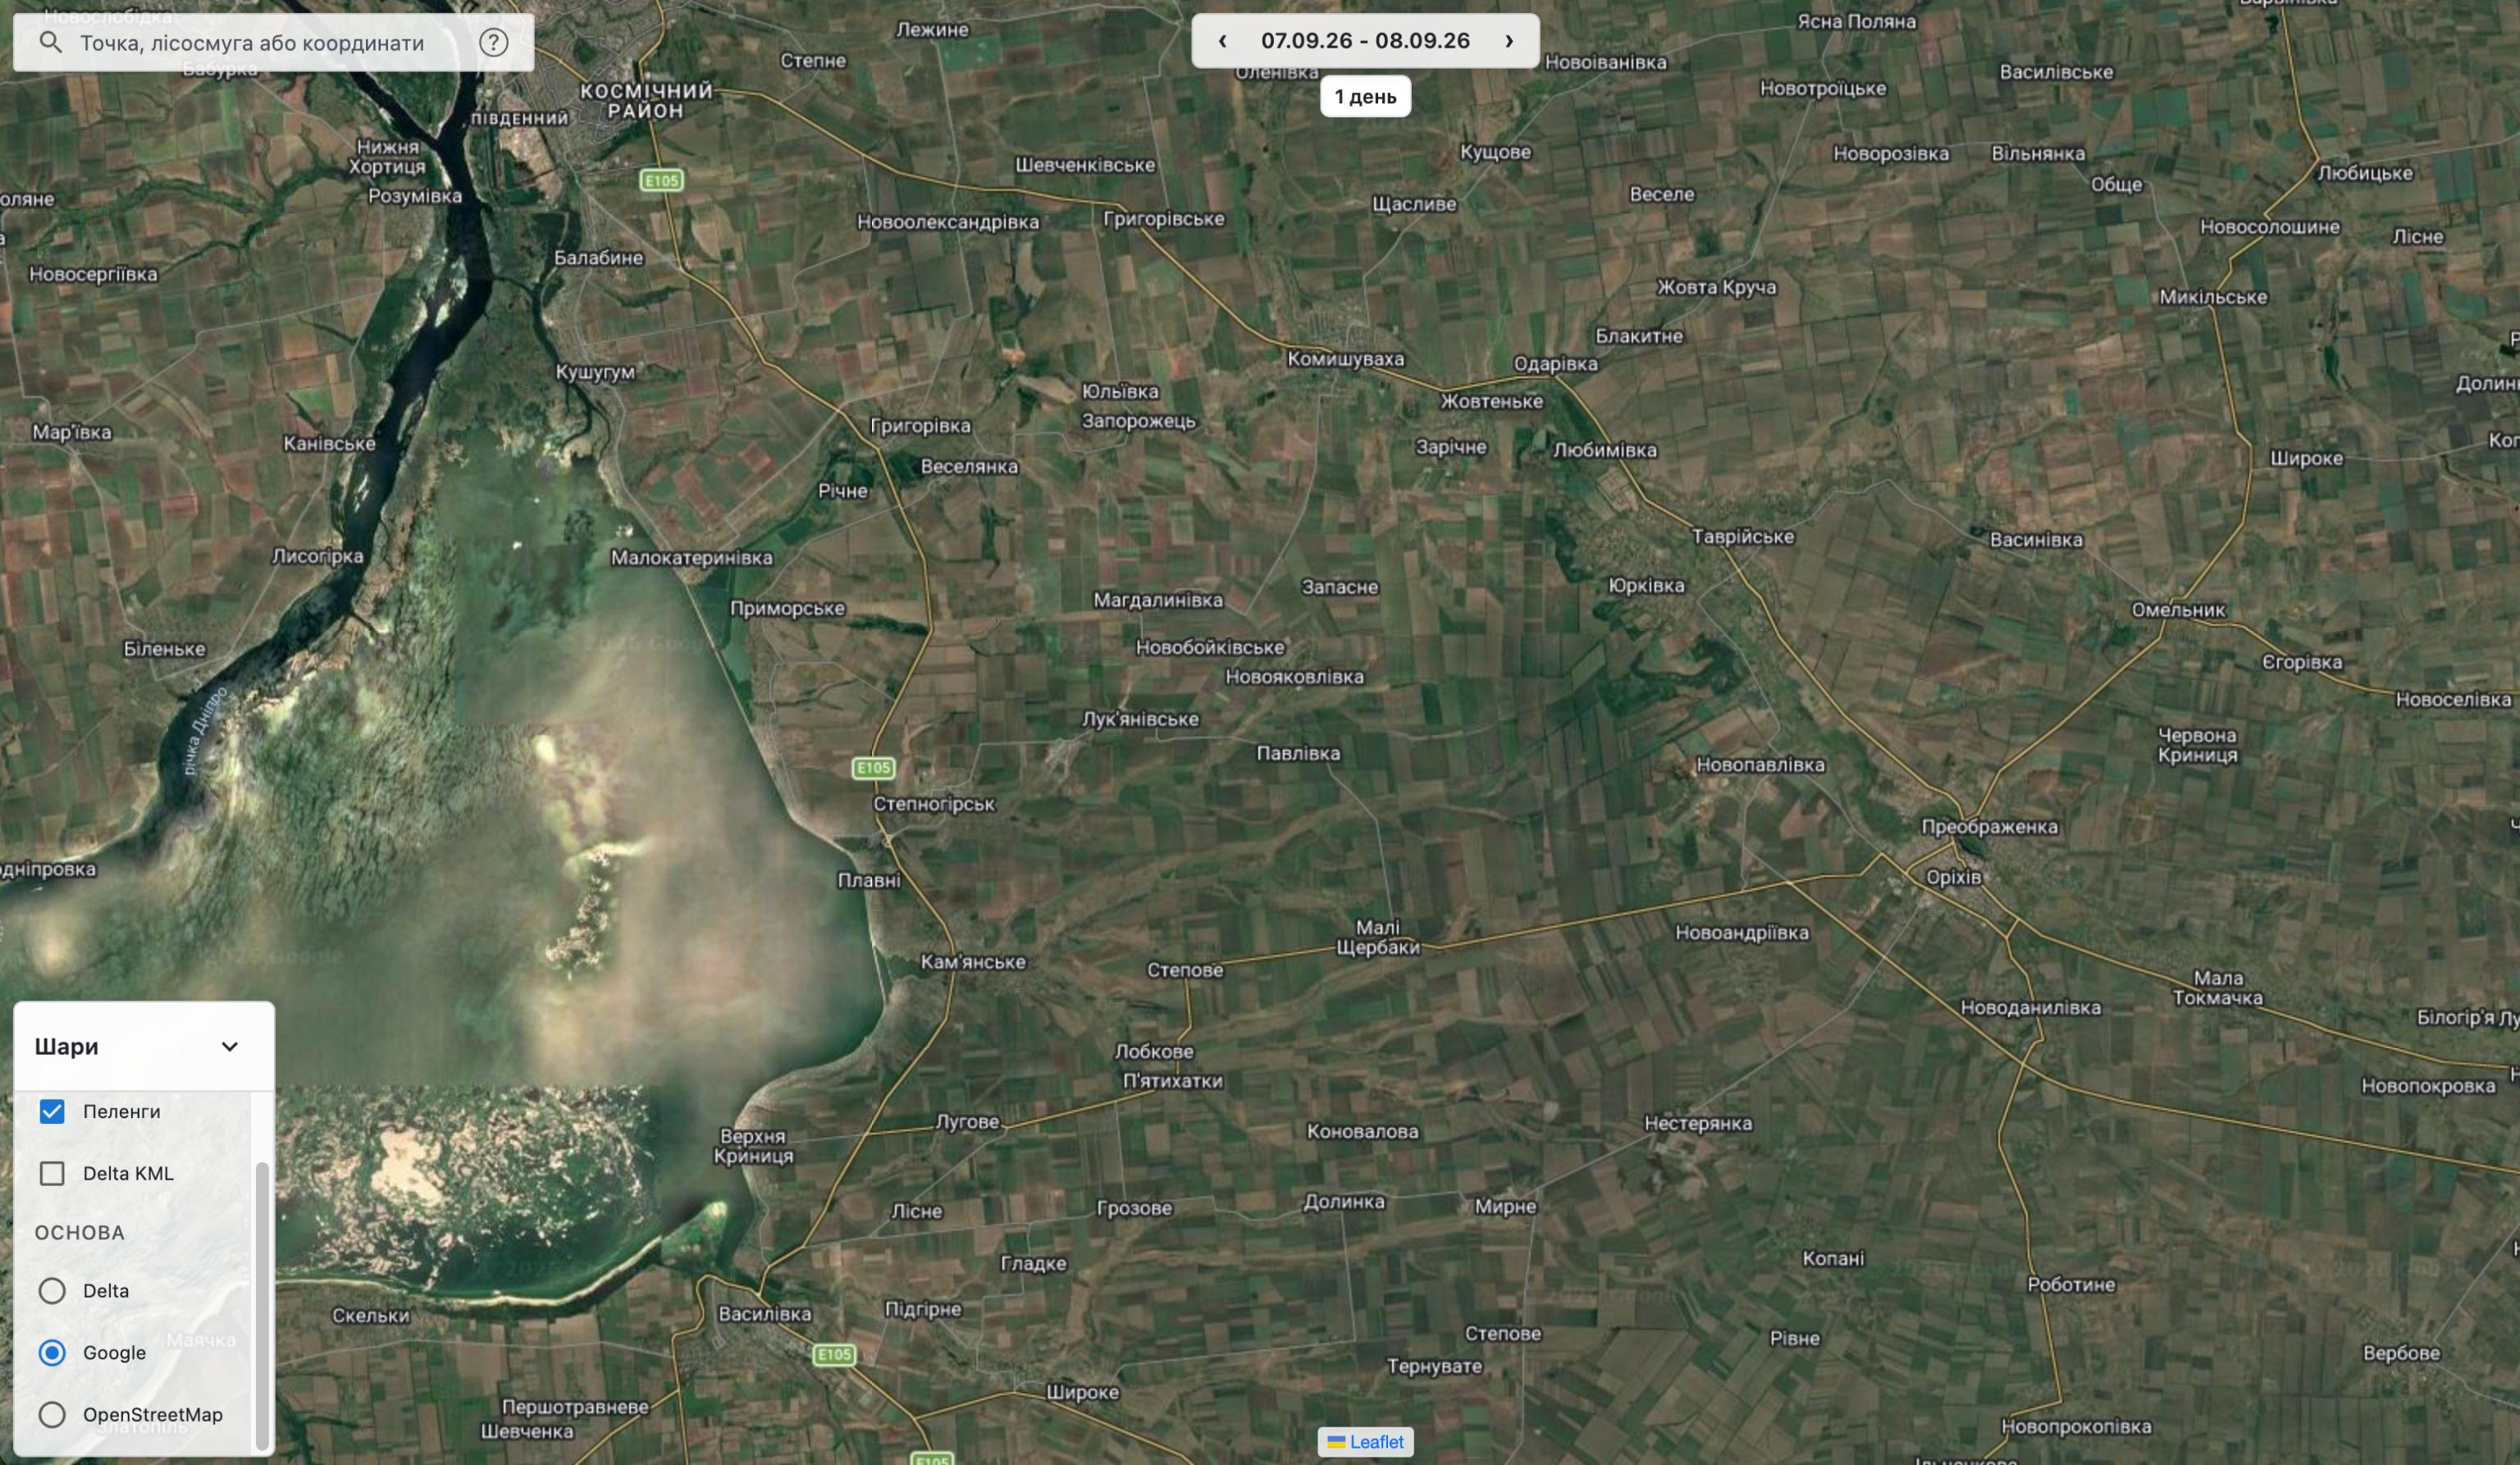 Новослобідка
Точка, лісосмуга або координати
?
Бабурка
КОСМІЧНИЙ
РАЙОН
ПІВДЕННИЙ
Степне
Лежине
07.09.26 - 08.09.26
1 день
Оленівка
Новоіванівка
Ясна Поляна
Новотроїцьке
Василівське
Нижня
Хортиця
Розумівка
E105
Шевченківське
Кущове
Новорозівка
Вільнянка
Обще
Любицьке
Новоолександрівка
Григорівське
Щасливе
Веселе
Новосолошине
Лісне
Новосергіївка
Балабине
Жовта Круча
Микільське
Блакитне
Кушугум
Комишуваха
Одарівка
Юльївка
Жовтеньке
Запорожець
Мар'ївка
Канівське
Григорівка
Зарічне
Любимівка
Широке
Веселянка
Річне
Лисогірка
Малокатеринівка
Таврійське
Васинівка
Приморське
Магдалинівка
Запасне
Юрківка
Омельник
Біленьке
Новобойківське
Новояковлівка
Єгорівка
Новоселівка
річка Дніпро
Лук'янівське
Павлівка
Червона
Криниця
E105
Новопавлівка
Степногірськ
Преображенка
Плавні
Оріхів
Малі
Щербаки
Новоандріївка
Кам'янське
Степове
Мала
Токмачка
Новоданилівка
Білогір'я
Лобкове
П'ятихатки
Новопокровка
Лугове
Верхня
Криниця
Коновалова
Нестерянка
Лісне
Грозове
Долинка
Мирне
Гладке
Копані
Роботине
Скельки
Василівка
Підгірне
Степове
Рівне
Тернувате
Вербове
E105
Першотравневе
Шевченка
Широке
Новопрокопівка
E105
Шари
Пеленги
Delta KML
ОСНОВА
Delta
Маячка
Google
OpenStreetMap
Златопіль
Leaflet